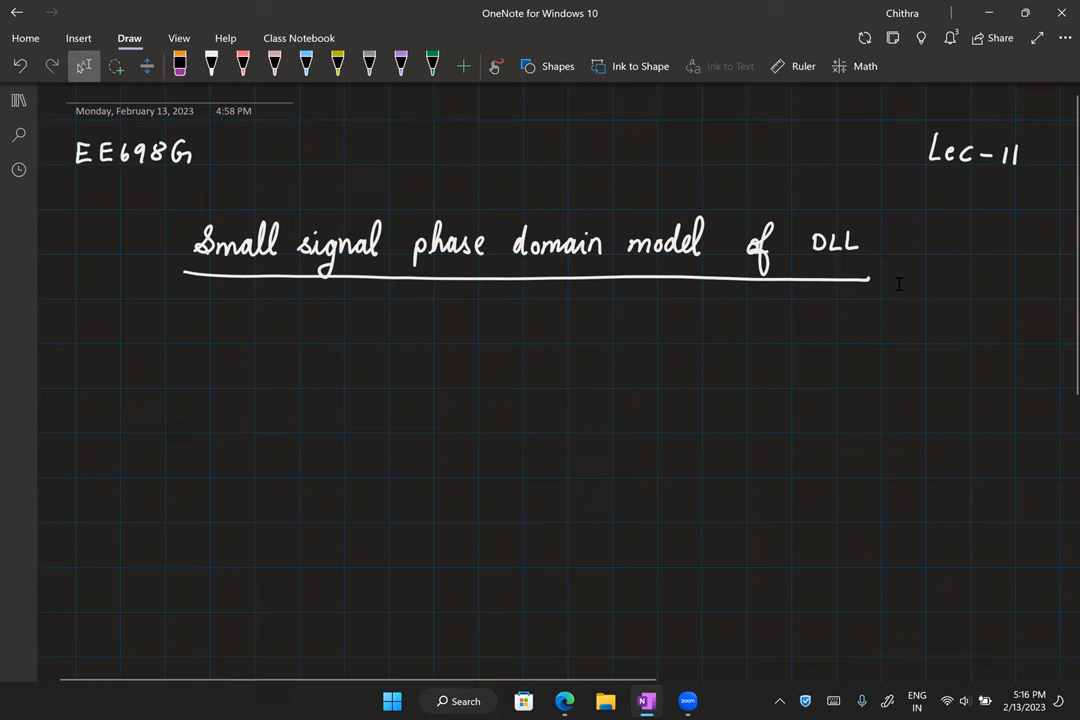 OneNote for Windows 10
Chithra
Home Insert Draw View Help Class Notebook
Share
Shapes Ink to Shape Ink to Text Ruler Math
Monday, February 13, 2023 4:58 PM
EE698G Lec-11
Small signal phase domain model of DLL
Search
zoom
ENG
IN
5:16 PM
2/13/2023